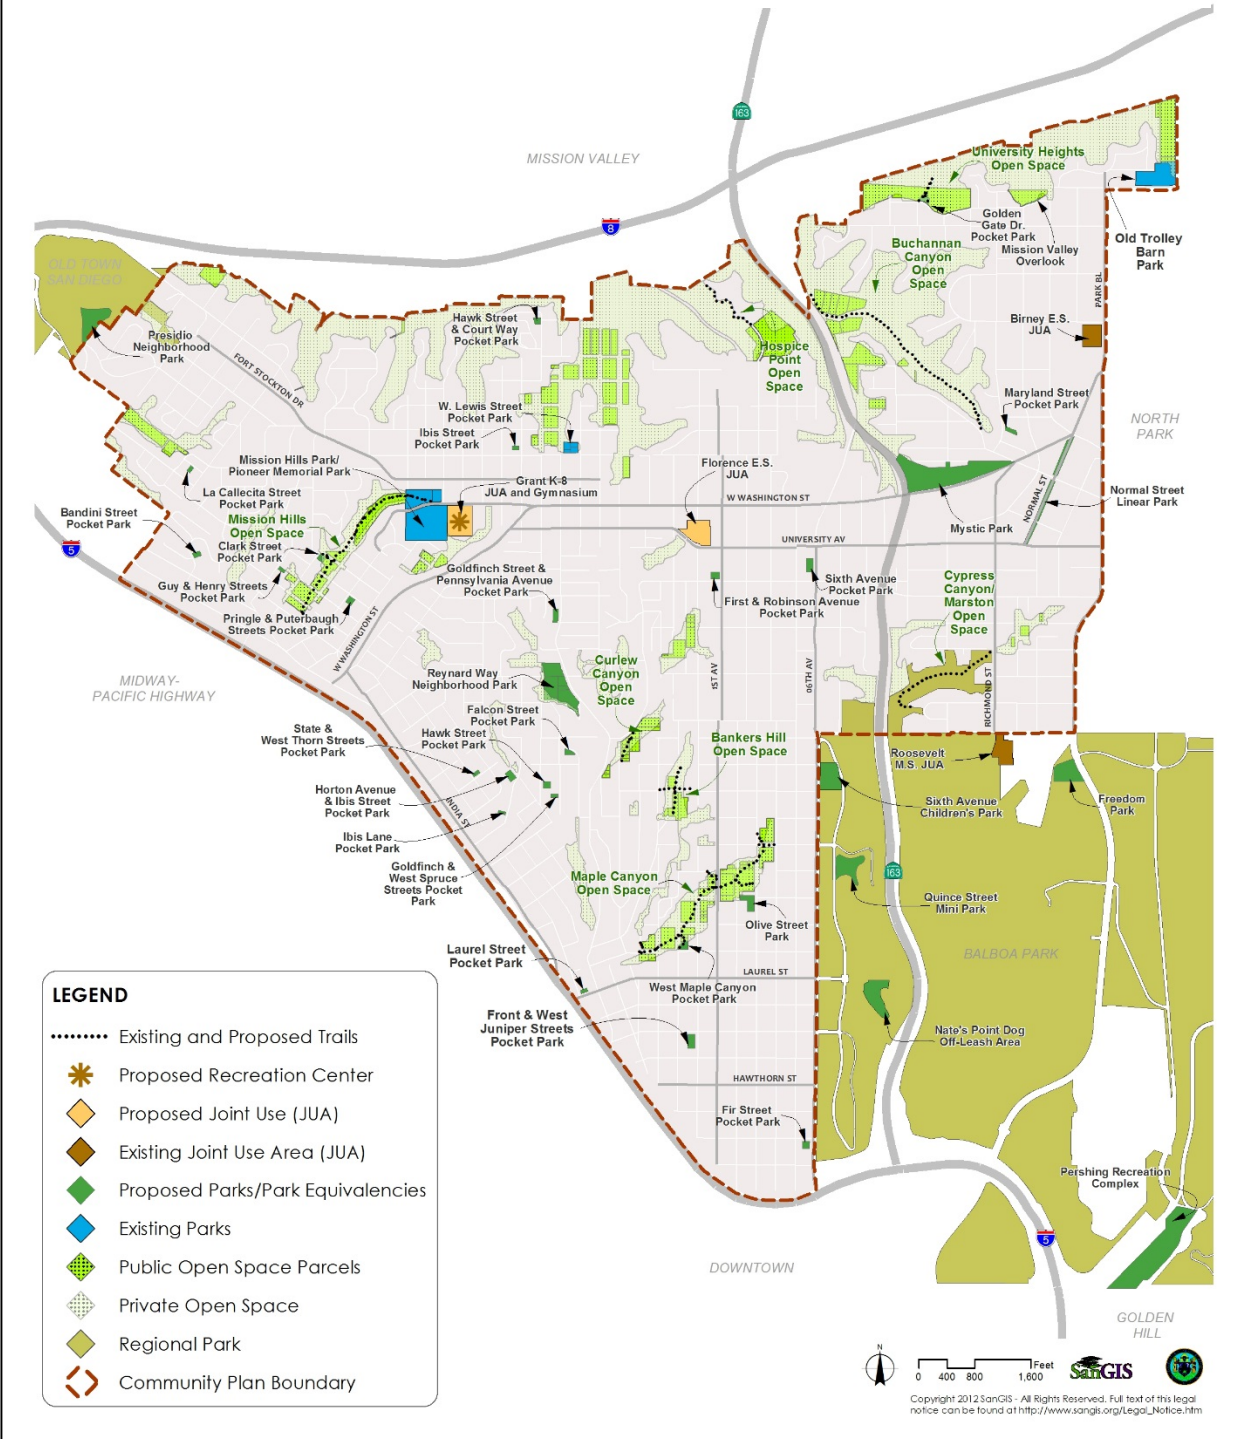 163
MISSION VALLEY
University Heights
Open Space
8
Golden
Gate Dr.
Pocket Park
Mission Valley
Overlook
Old Trolley
Barn
Park
Buchannan
Canyon
Open
Space
PARK BL
OLD TOWN
SAN DIEGO
Presidio
Neighborhood
Park
FORT STOCKTON DR
Hawk Street
& Court Way
Pocket Park
Hospice
Point
Open
Space
Birney E.S.
JUA
Maryland Street
Pocket Park
NORTH
PARK
W. Lewis Street
Pocket Park
Ibis Street
Pocket Park
Mission Hills Park/
Pioneer Memorial Park
La Callecita Street
Pocket Park
Grant K-8
JUA and Gymnasium
Florence E.S.
JUA
W WASHINGTON ST
NORMAL ST
Normal Street
Linear Park
Mystic Park
Bandini Street
Pocket Park
Mission Hills
Open Space
Clark Street
Pocket Park
5
UNIVERSITY AV
Guy & Henry Streets
Pocket Park
Goldfinch Street &
Pennsylvania Avenue
Pocket Park
Sixth Avenue
Pocket Park
First & Robinson Avenue
Pocket Park
Cypress
Canyon/
Marston
Open
Space
Pringle & Puterbaugh
Streets Pocket Park
W WASHINGTON ST
MIDWAY-
PACIFIC HIGHWAY
Reynard Way
Neighborhood Park
Curlew
Canyon
Open
Space
1ST AV
06TH AV
RICHMOND ST
Falcon Street
Pocket Park
State &
West Thorn Streets
Pocket Park
Hawk Street
Pocket Park
Bankers Hill
Open Space
Roosevelt
M.S. JUA
Horton Avenue
& Ibis Street
Pocket Park
INDIA ST
Sixth Avenue
Children's Park
Freedom
Park
Ibis Lane
Pocket Park
Goldfinch &
West Spruce
Streets Pocket
Park
Maple Canyon
Open Space
163
Quince Street
Mini Park
Olive Street
Park
BALBOA PARK
Laurel Street
Pocket Park
LAUREL ST
West Maple Canyon
Pocket Park
Front & West
Juniper Streets
Pocket Park
Nate's Point Dog
Off-Leash Area
HAWTHORN ST
Fir Street
Pocket Park
Pershing Recreation
Complex
5
DOWNTOWN
GOLDEN
HILL
LEGEND
Existing and Proposed Trails
Proposed Recreation Center
Proposed Joint Use (JUA)
Existing Joint Use Area (JUA)
Proposed Parks/Park Equivalencies
Existing Parks
Public Open Space Parcels
Private Open Space
Regional Park
Community Plan Boundary
N
Feet
0 400 800 1,600
SanGIS
Copyright 2012 SanGIS - All Rights Reserved. Full text of this legal
notice can be found at http://www.sangis.org/Legal_Notice.htm